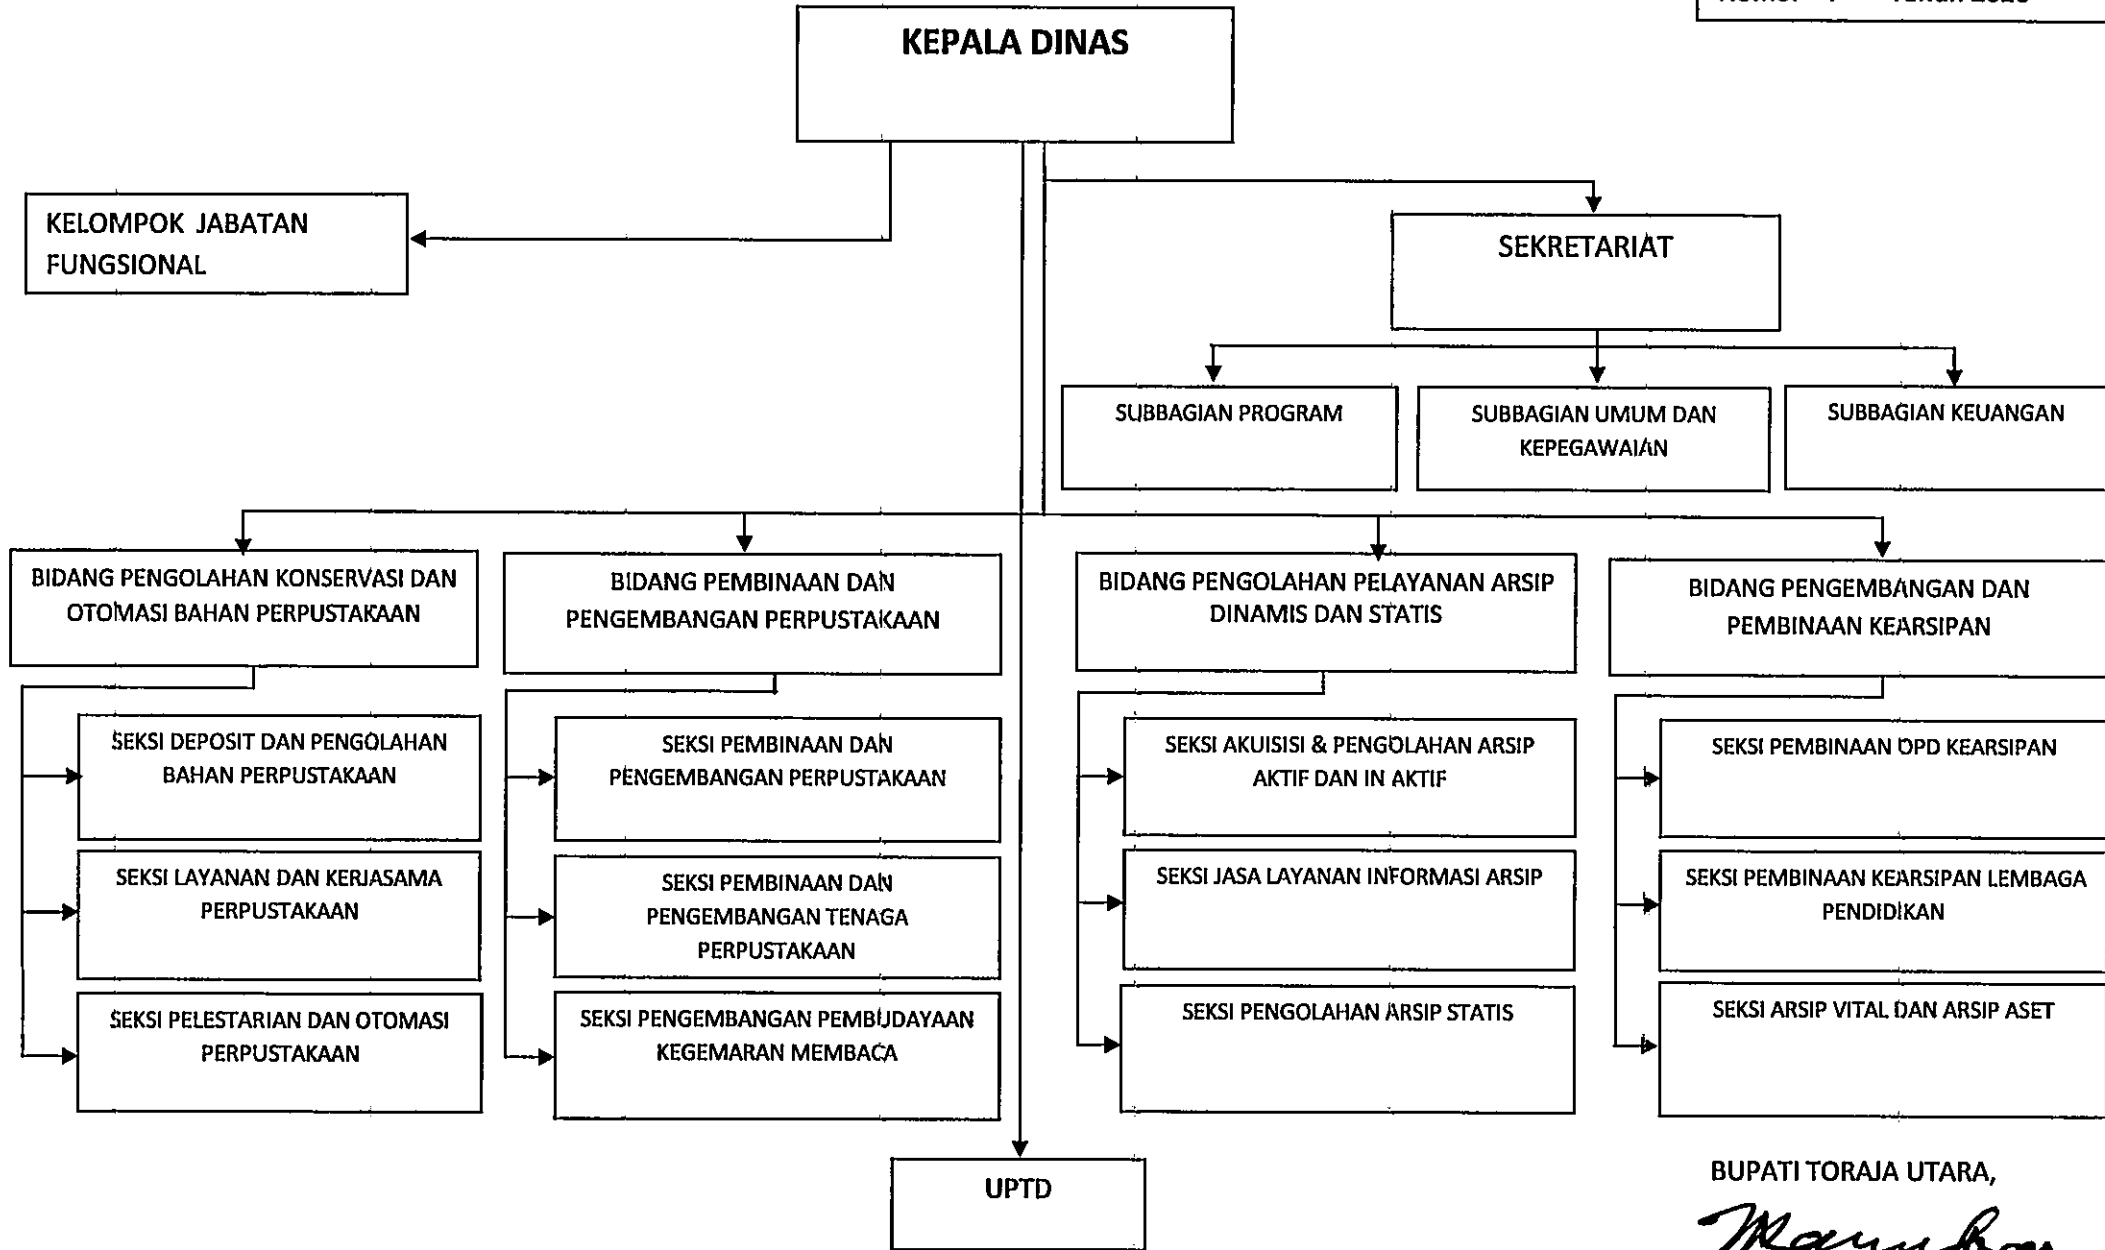 KEPALA DINAS
KELOMPOK JABATAN
FUNGSIONAL
SEKRETARIAT
SUBBAGIAN PROGRAM
SUBBAGIAN UMUM DAN
KEPEGAWAIAN
SUBBAGIAN KEUANGAN
BIDANG PENGOLAHAN KONSERVASI DAN
OTOMASI BAHAN PERPUSTAKAAN
BIDANG PEMBINAAN DAN
PENGEMBANGAN PERPUSTAKAAN
BIDANG PENGOLAHAN PELAYANAN ARSIP
DINAMIS DAN STATIS
BIDANG PENGEMBANGAN DAN
PEMBINAAN KEARSIPAN
SEKSI DEPOSIT DAN PENGOLAHAN
BAHAN PERPUSTAKAAN
SEKSI LAYANAN DAN KERJASAMA
PERPUSTAKAAN
SEKSI PELESTARIAN DAN OTOMASI
PERPUSTAKAAN
SEKSI PEMBINAAN DAN
PENGEMBANGAN PERPUSTAKAAN
SEKSI PEMBINAAN DAN
PENGEMBANGAN TENAGA
PERPUSTAKAAN
SEKSI PENGEMBANGAN PEMBUDAYAAN
KEGEMARAN MEMBACA
SEKSI AKUISISI & PENGOLAHAN ARSIP
AKTIF DAN IN AKTIF
SEKSI JASA LAYANAN INFORMASI ARSIP
SEKSI PENGOLAHAN ARSIP STATIS
SEKSI PEMBINAAN OPD KEARSIPAN
SEKSI PEMBINAAN KEARSIPAN LEMBAGA
PENDIDIKAN
SEKSI ARSIP VITAL DAN ARSIP ASET
UPTD
BUPATI TORAJA UTARA,